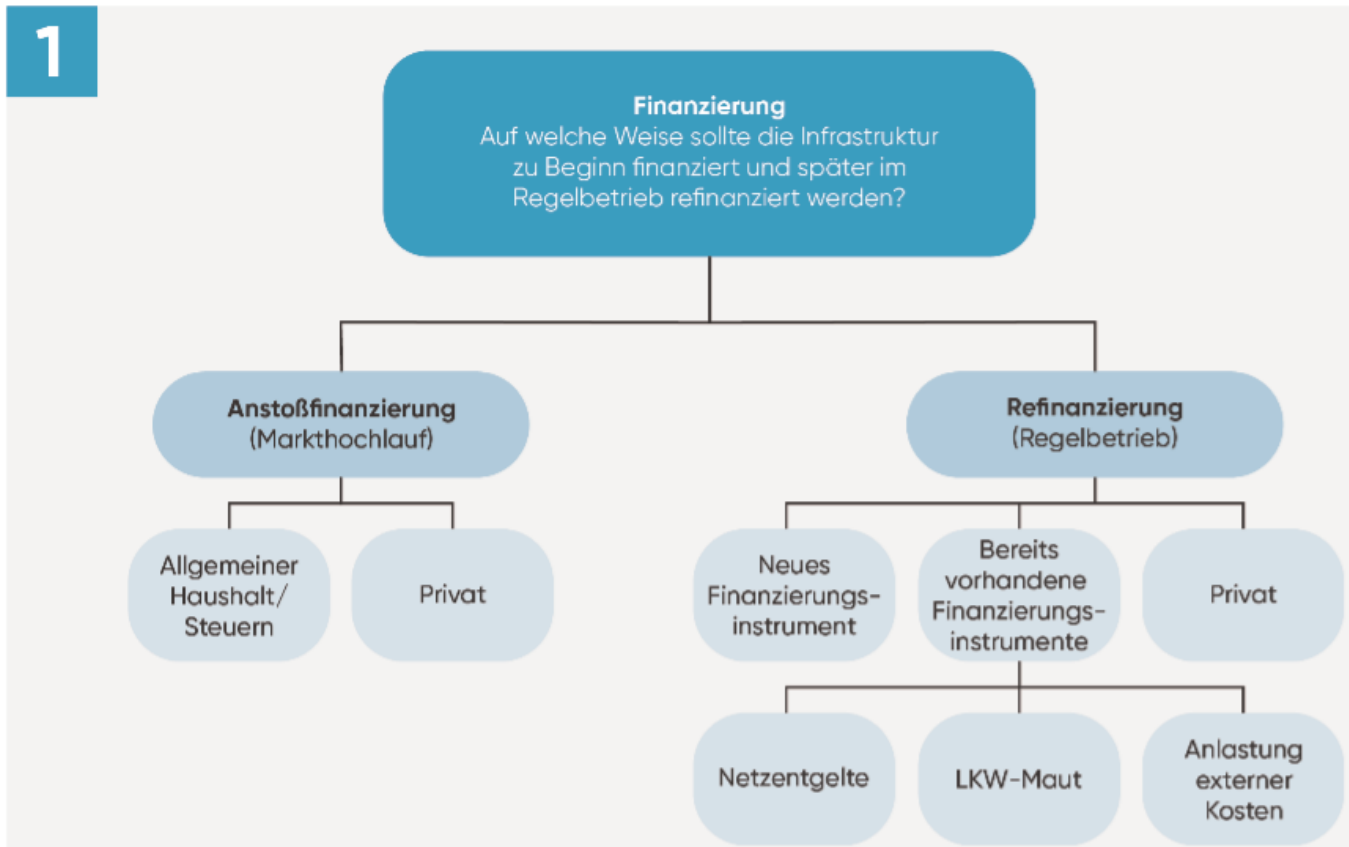 1
Finanzierung
Auf welche Weise sollte die Infrastruktur
zu Beginn finanziert und später im
Regelbetrieb refinanziert werden?
Anstoßfinanzierung
(Markthochlauf)
Refinanzierung
(Regelbetrieb)
Allgemeiner
Haushalt/
Steuern
Privat
Neues
Finanzierungs-
instrument
Bereits
vorhandene
Finanzierungs-
instrumente
Privat
Netzentgelte
LKW-Maut
Anlastung
externer
Kosten